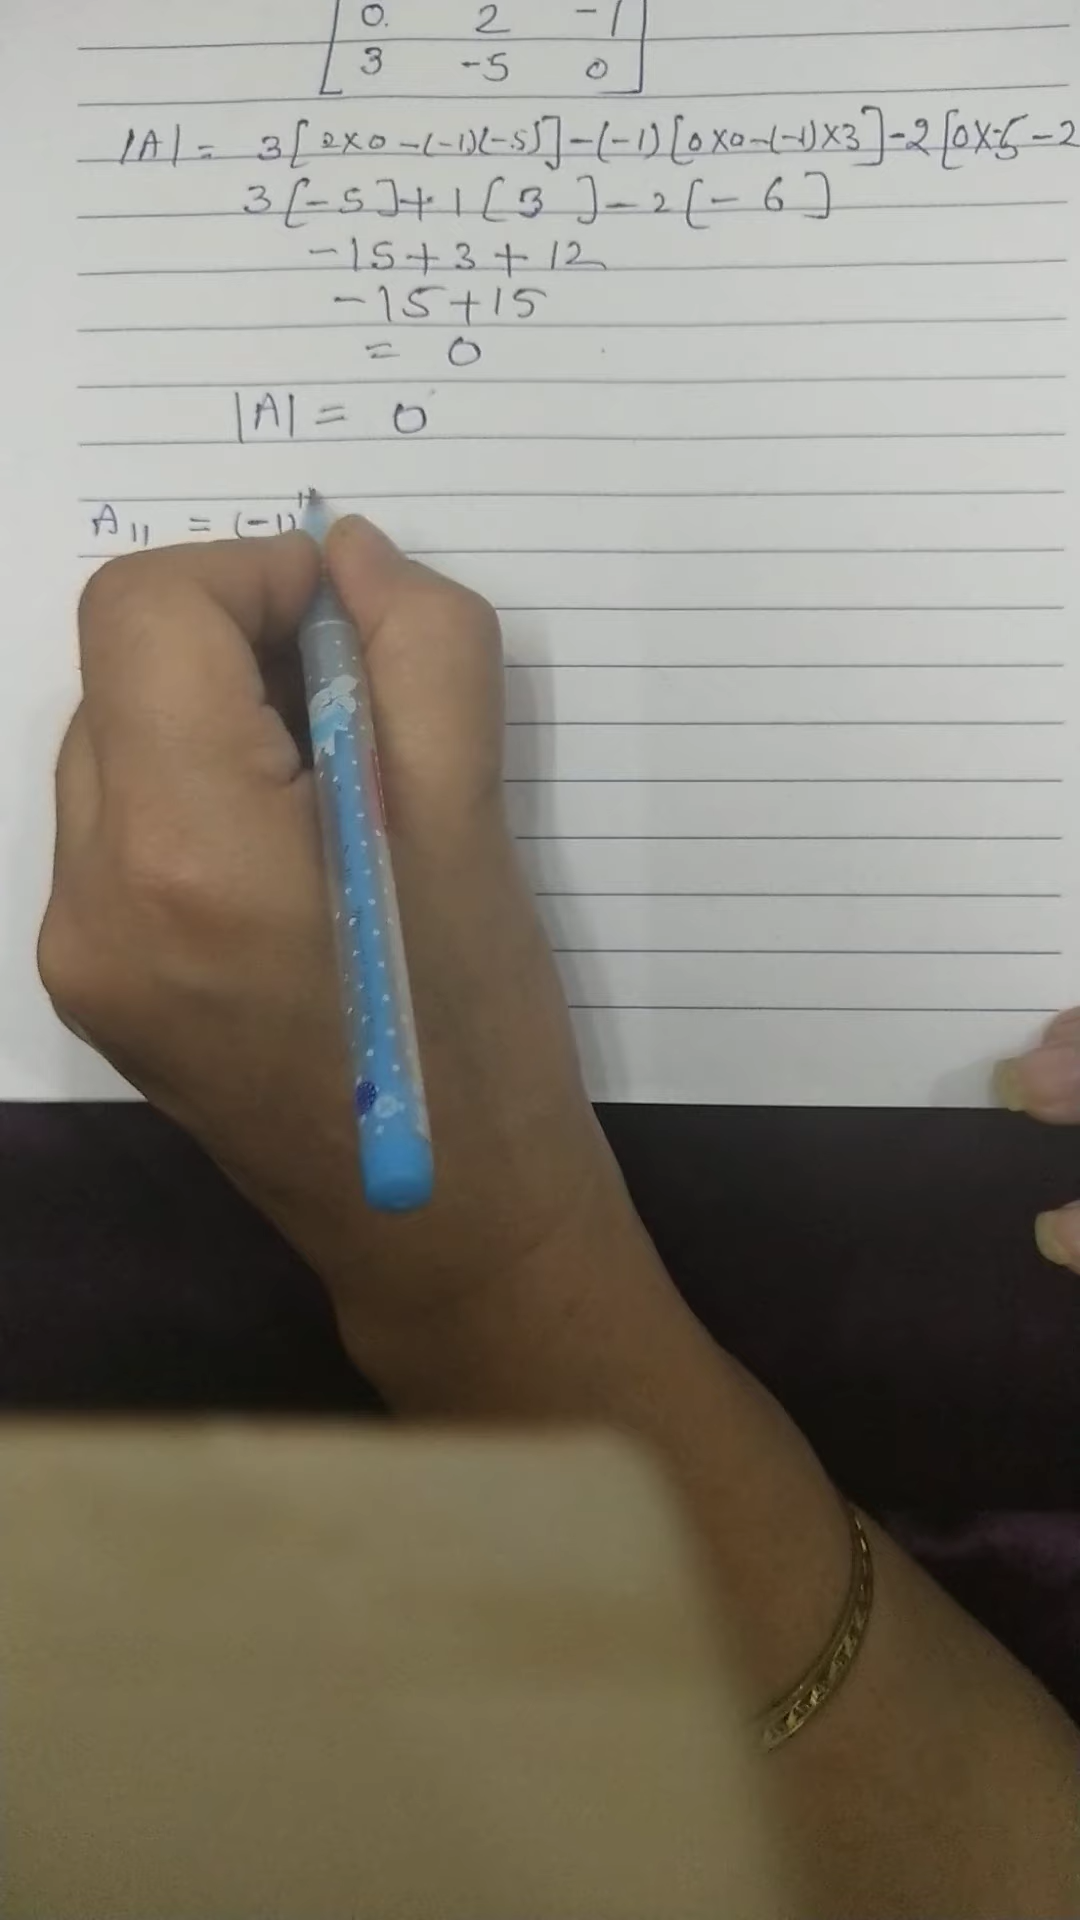 0. 2 -1
3 -5 0
|A| = 3[2×0-(-1)(-5)]-(-1)[0×0-(-1)×3]-2[0×-5-2
3[-5]+1[3]-2[-6]
-15+3+12
-15+15
= 0
|A| = 0
A11 = (-1)